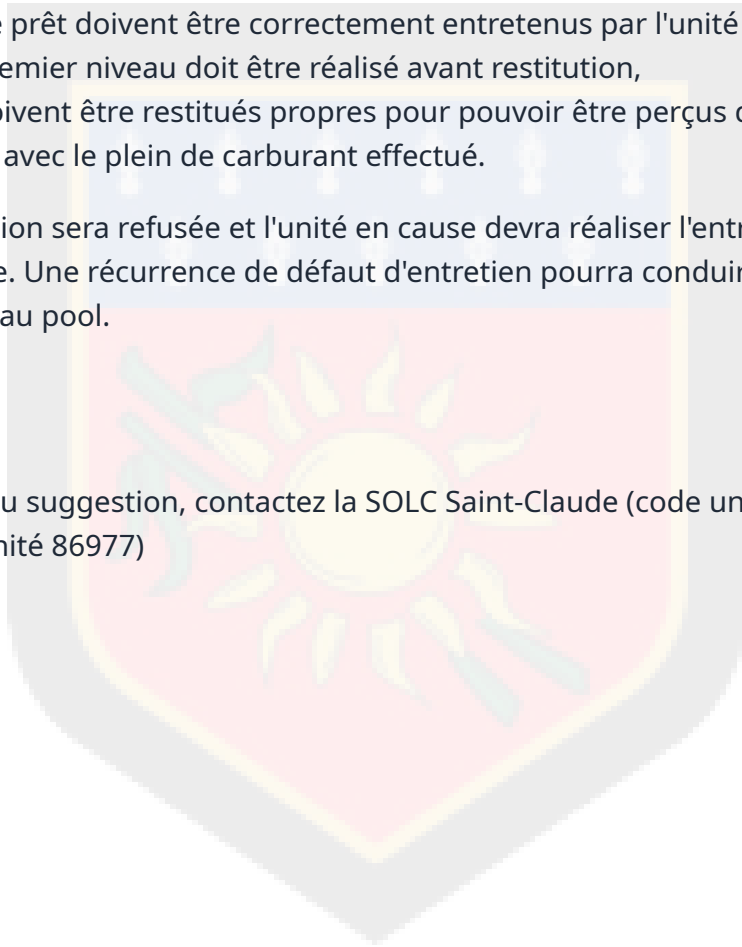 prêt doivent être correctement entretenus par l'unité
emier niveau doit être réalisé avant restitution,
oivent être restitués propres pour pouvoir être perçus
avec le plein de carburant effectué.
ion sera refusée et l'unité en cause devra réaliser l'entr
e. Une récurrence de défaut d'entretien pourra conduir
au pool.
u suggestion, contactez la SOLC Saint-Claude (code un
nité 86977)